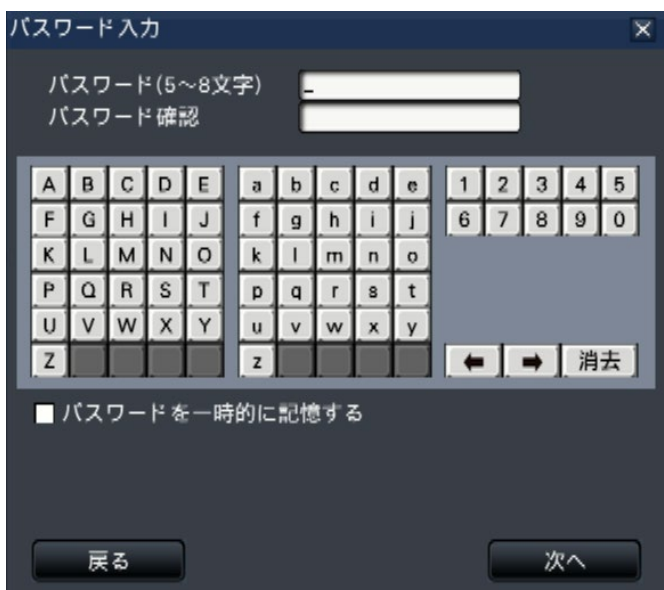 パスワード入力
パスワード(5～8文字)
パスワード確認
A B C D E a b c d e 1 2 3 4 5
F G H I J f g h i j 6 7 8 9 0
K L M N O k l m n o
P Q R S T p q r s t
U V W X Y u v w x y
Z z ← → 消去
パスワードを一時的に記憶する
戻る 次へ